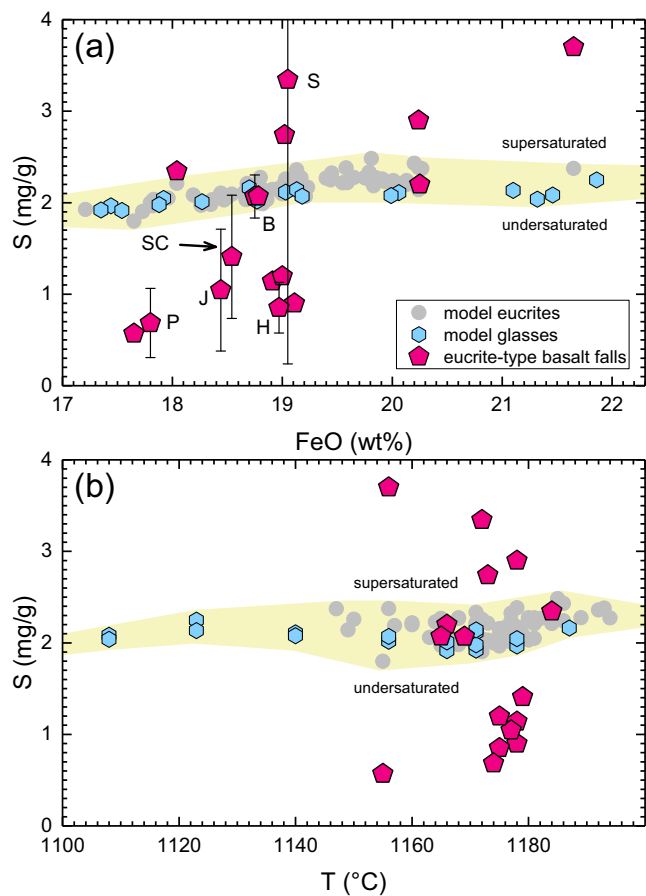 (a)
S (mg/g)
4
3
2
1
0
S
supersaturated
undersaturated
B
SC
J
P
H
model eucrites
model glasses
eucrite-type basalt falls
17 18 19 20 21 22
FeO (wt%)
(b)
S (mg/g)
4
3
2
1
0
supersaturated
undersaturated
1100 1120 1140 1160 1180
T (°C)